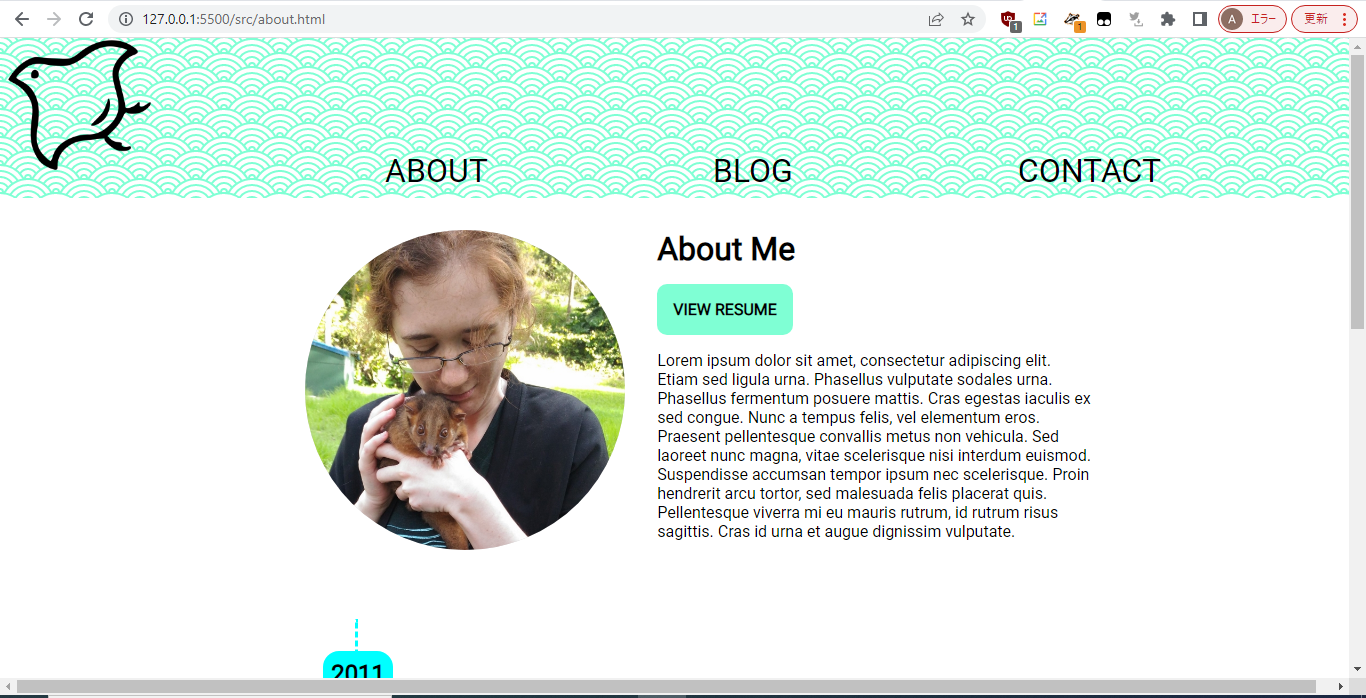 127.0.0.1:5500/src/about.html
1
1
A エラー
更新
ABOUT BLOG CONTACT
About Me
VIEW RESUME
Lorem ipsum dolor sit amet, consectetur adipiscing elit.
Etiam sed ligula urna. Phasellus vulputate sodales urna.
Phasellus fermentum posuere mattis. Cras egestas iaculis ex
sed congue. Nunc a tempus felis, vel elementum eros.
Praesent pellentesque convallis metus non vehicula. Sed
laoreet nunc magna, vitae scelerisque nisi interdum euismod.
Suspendisse accumsan tempor ipsum nec scelerisque. Proin
hendrerit arcu tortor, sed malesuada felis placerat quis.
Pellentesque viverra mi eu mauris rutrum, id rutrum risus
sagittis. Cras id urna et augue dignissim vulputate.
2011